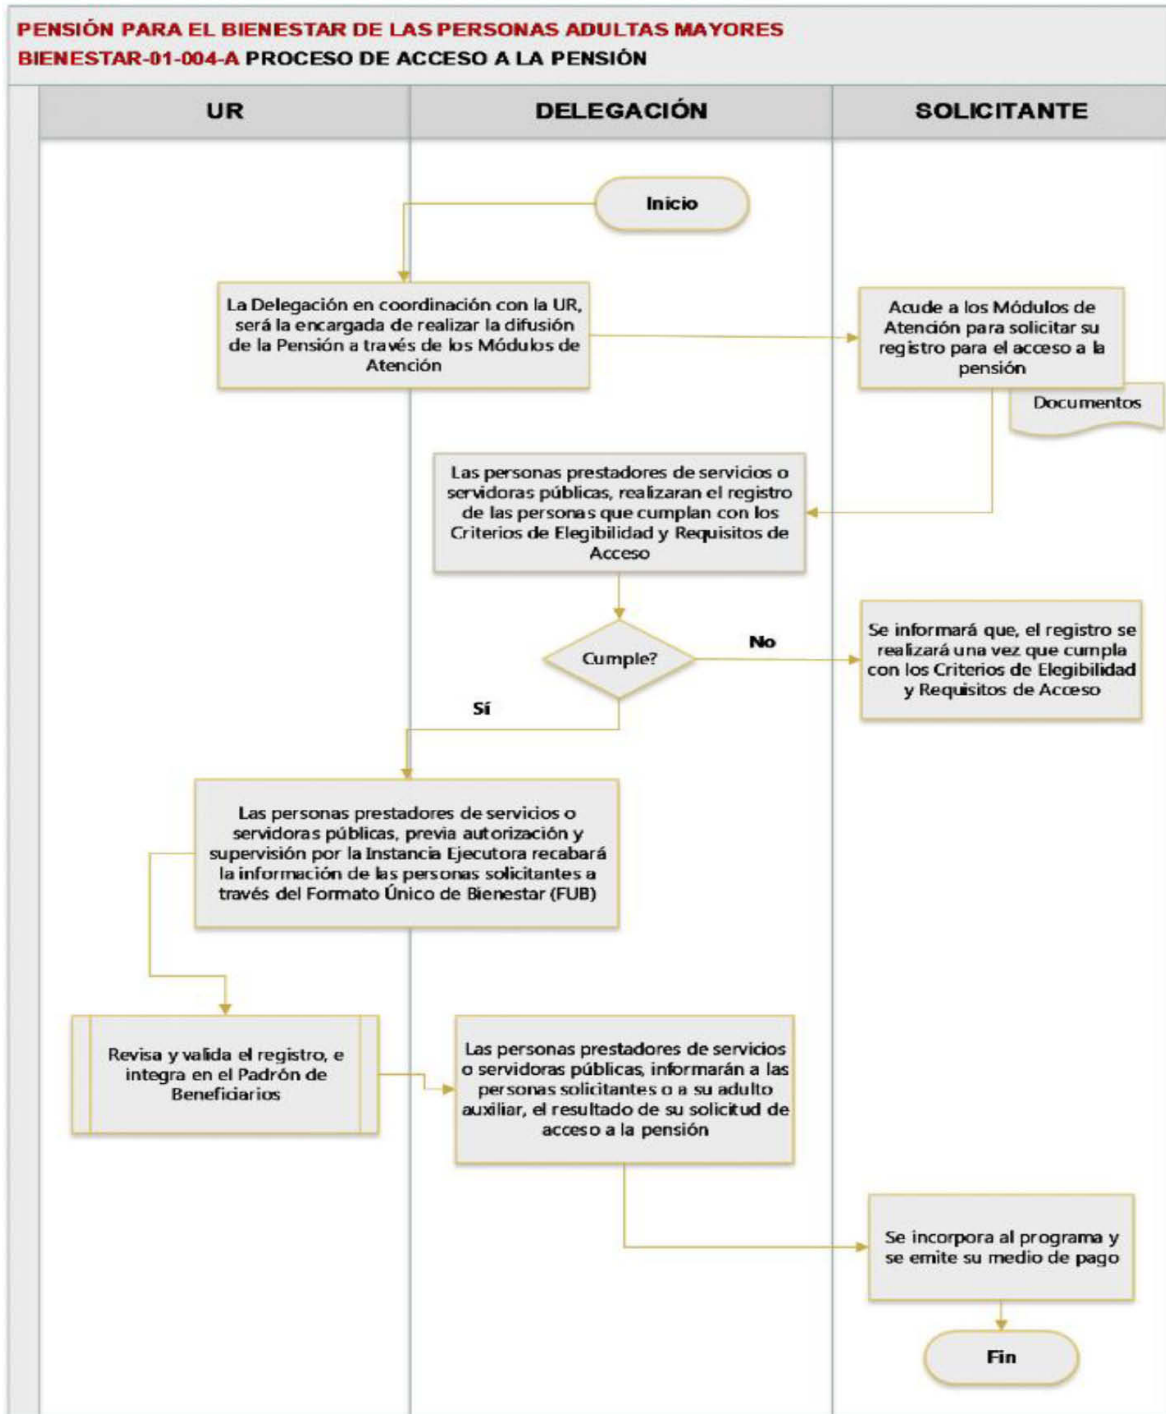 PENSIÓN PARA EL BIENESTAR DE LAS PERSONAS ADULTAS MAYORES
BIENESTAR-01-004-A PROCESO DE ACCESO A LA PENSIÓN
UR
DELEGACIÓN
SOLICITANTE
Inicio
La Delegación en coordinación con la UR,
será la encargada de realizar la difusión
de la Pensión a través de los Módulos de
Atención
Acude a los Módulos de
Atención para solicitar su
registro para el acceso a la
pensión
Documentos
Las personas prestadores de servicios o
servidoras públicas, realizaran el registro
de las personas que cumplan con los
Criterios de Elegibilidad y Requisitos de
Acceso
Cumple?
No
Se informará que, el registro se
realizará una vez que cumpla
con los Criterios de Elegibilidad
y Requisitos de Acceso
Sí
Las personas prestadores de servicios o
servidoras públicas, previa autorización y
supervisión por la Instancia Ejecutora recabará
la información de las personas solicitantes a
través del Formato Único de Bienestar (FUB)
Revisa y valida el registro, e
integra en el Padrón de
Beneficiarios
Las personas prestadores de servicios
o servidoras públicas, informarán a las
personas solicitantes o a su adulto
auxiliar, el resultado de su solicitud de
acceso a la pensión
Se incorpora al programa y
se emite su medio de pago
Fin